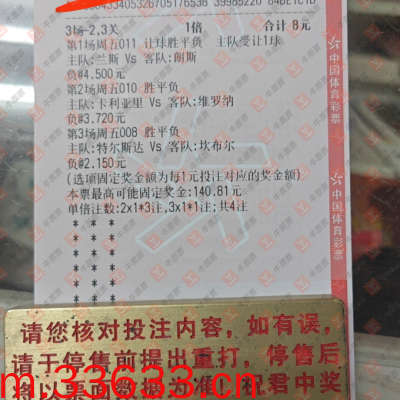 3场-2,3关 1倍 合计 8元
第1场周五011 让球胜平负 主队受让1球
主队:兰斯 Vs 客队:朗斯
负#4.500元
第2场周五010 胜平负
主队:卡利亚里 Vs 客队:维罗纳
负#3.720元
第3场周五008 胜平负
主队:特尔斯达 Vs 客队:坎布尔
负#2.150元
(选项固定奖金额为每1元投注对应的奖金额)
本票最高可能固定奖金:140.81元
单倍注数:2x1*3注;3x1*1注;共4注
* * *
* * *
* * *
* * *
* * *
* * *
* * *
中国体育彩票
中国体育彩票
请您核对投注内容,如有误,
请于停售前提出重打,停售后
m.33633.cn
祝君中奖